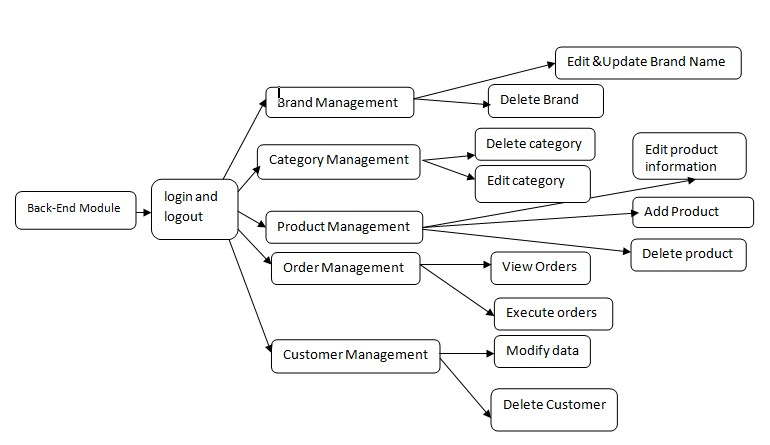 Back-End Module
login and
logout
Brand Management
Edit &Update Brand Name
Delete Brand
Category Management
Delete category
Edit category
Product Management
Edit product
information
Add Product
Delete product
Order Management
View Orders
Execute orders
Customer Management
Modify data
Delete Customer